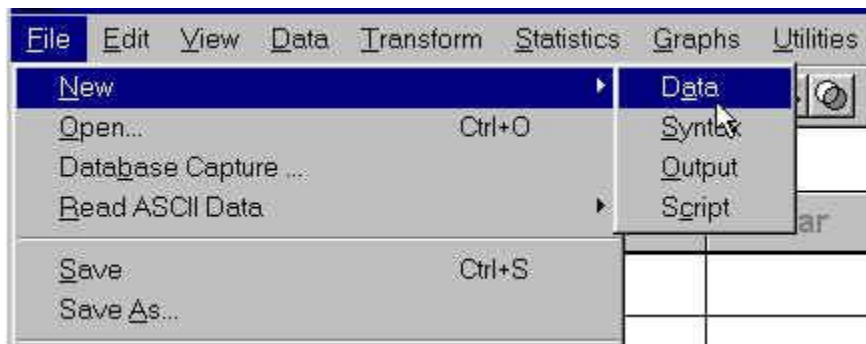 File Edit View Data Transform Statistics Graphs Utilities
New
Open... Ctrl+O
Database Capture ...
Read ASCII Data
Save Ctrl+S
Save As...
Data
Syntax
Output
Script
ar